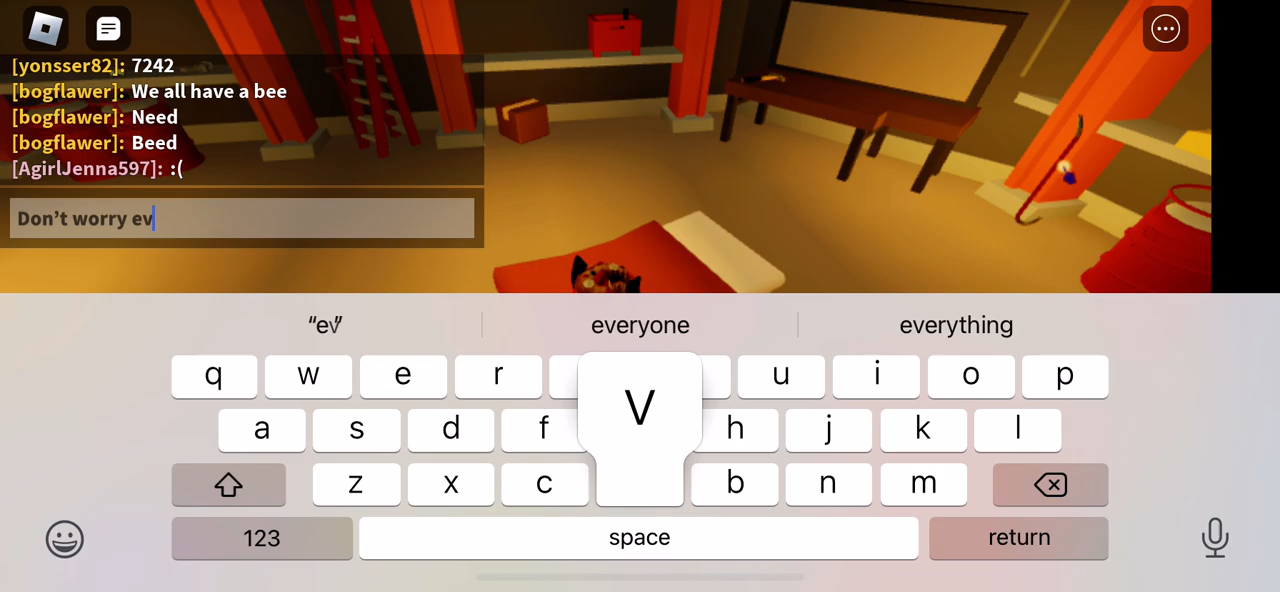 [yonsser82]: 7242
[bogflawer]: We all have a bee
[bogflawer]: Need
[bogflawer]: Beed
[AgirlJenna597]: :(
Don’t worry ev
“ev” everyone everything
q w e r u i o p
V
a s d f h j k l
z x c b n m
123 space return